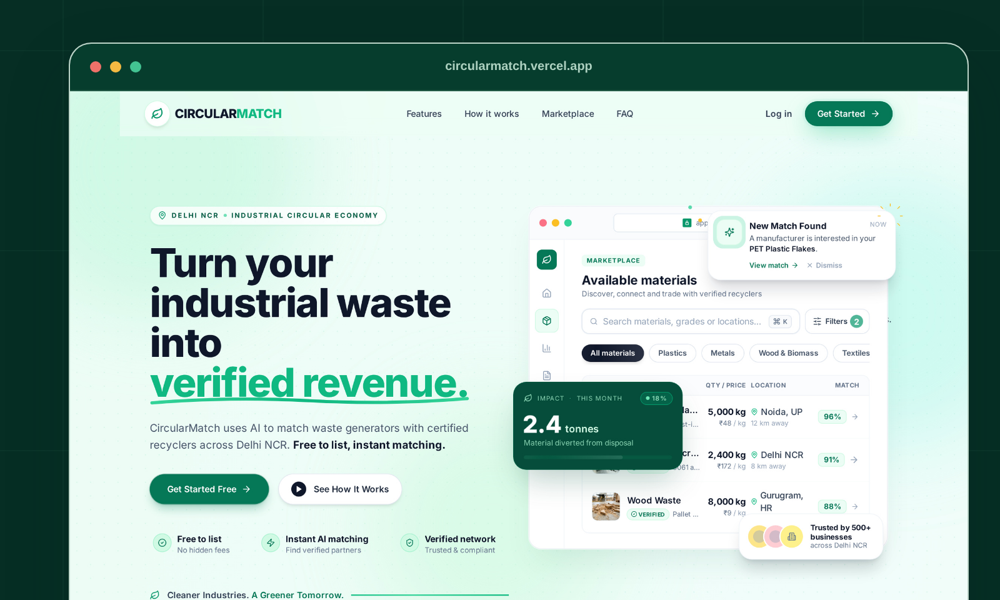 circularmatch.vercel.app
CIRCULARMATCH
Features How it works Marketplace FAQ
Log in Get Started
DELHI NCR • INDUSTRIAL CIRCULAR ECONOMY
Turn your
industrial waste
into
verified revenue.
CircularMatch uses AI to match waste generators with certified
recyclers across Delhi NCR. Free to list, instant matching.
Get Started Free
See How It Works
Free to list
No hidden fees
Instant AI matching
Find verified partners
Verified network
Trusted & compliant
Cleaner Industries. A Greener Tomorrow.
app
New Match Found
NOW
A manufacturer is interested in your
PET Plastic Flakes.
View match
Dismiss
MARKETPLACE
Available materials
Discover, connect and trade with verified recyclers
Search materials, grades or locations... ⌘ K
Filters 2
All materials Plastics Metals Wood & Biomass Textiles
QTY / PRICE LOCATION MATCH
5,000 kg Noida, UP 96%
₹48 / kg 12 km away
2,400 kg Delhi NCR 91%
₹172 / kg 8 km away
Wood Waste 8,000 kg Gurugram, HR 88%
VERIFIED Pallet ... ₹9 / kg
IMPACT · THIS MONTH
18%
2.4 tonnes
Material diverted from disposal
Trusted by 500+
businesses
across Delhi NCR